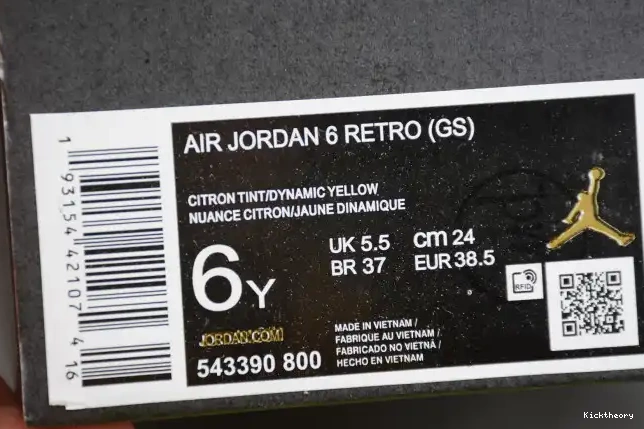 AIR JORDAN 6 RETRO (GS)
CITRON TINT/DYNAMIC YELLOW
NUANCE CITRON/JAUNE DINAMIQUE
6Y
UK 5.5 cm 24
BR 37 EUR 38.5
RFID
JORDAN.COM
543390 800
MADE IN VIETNAM /
FABRIQUE AU VIETNAM /
FABRICADO NO VIETNÃ /
HECHO EN VIETNAM
1 93154 42107 4 16
Kicktheory